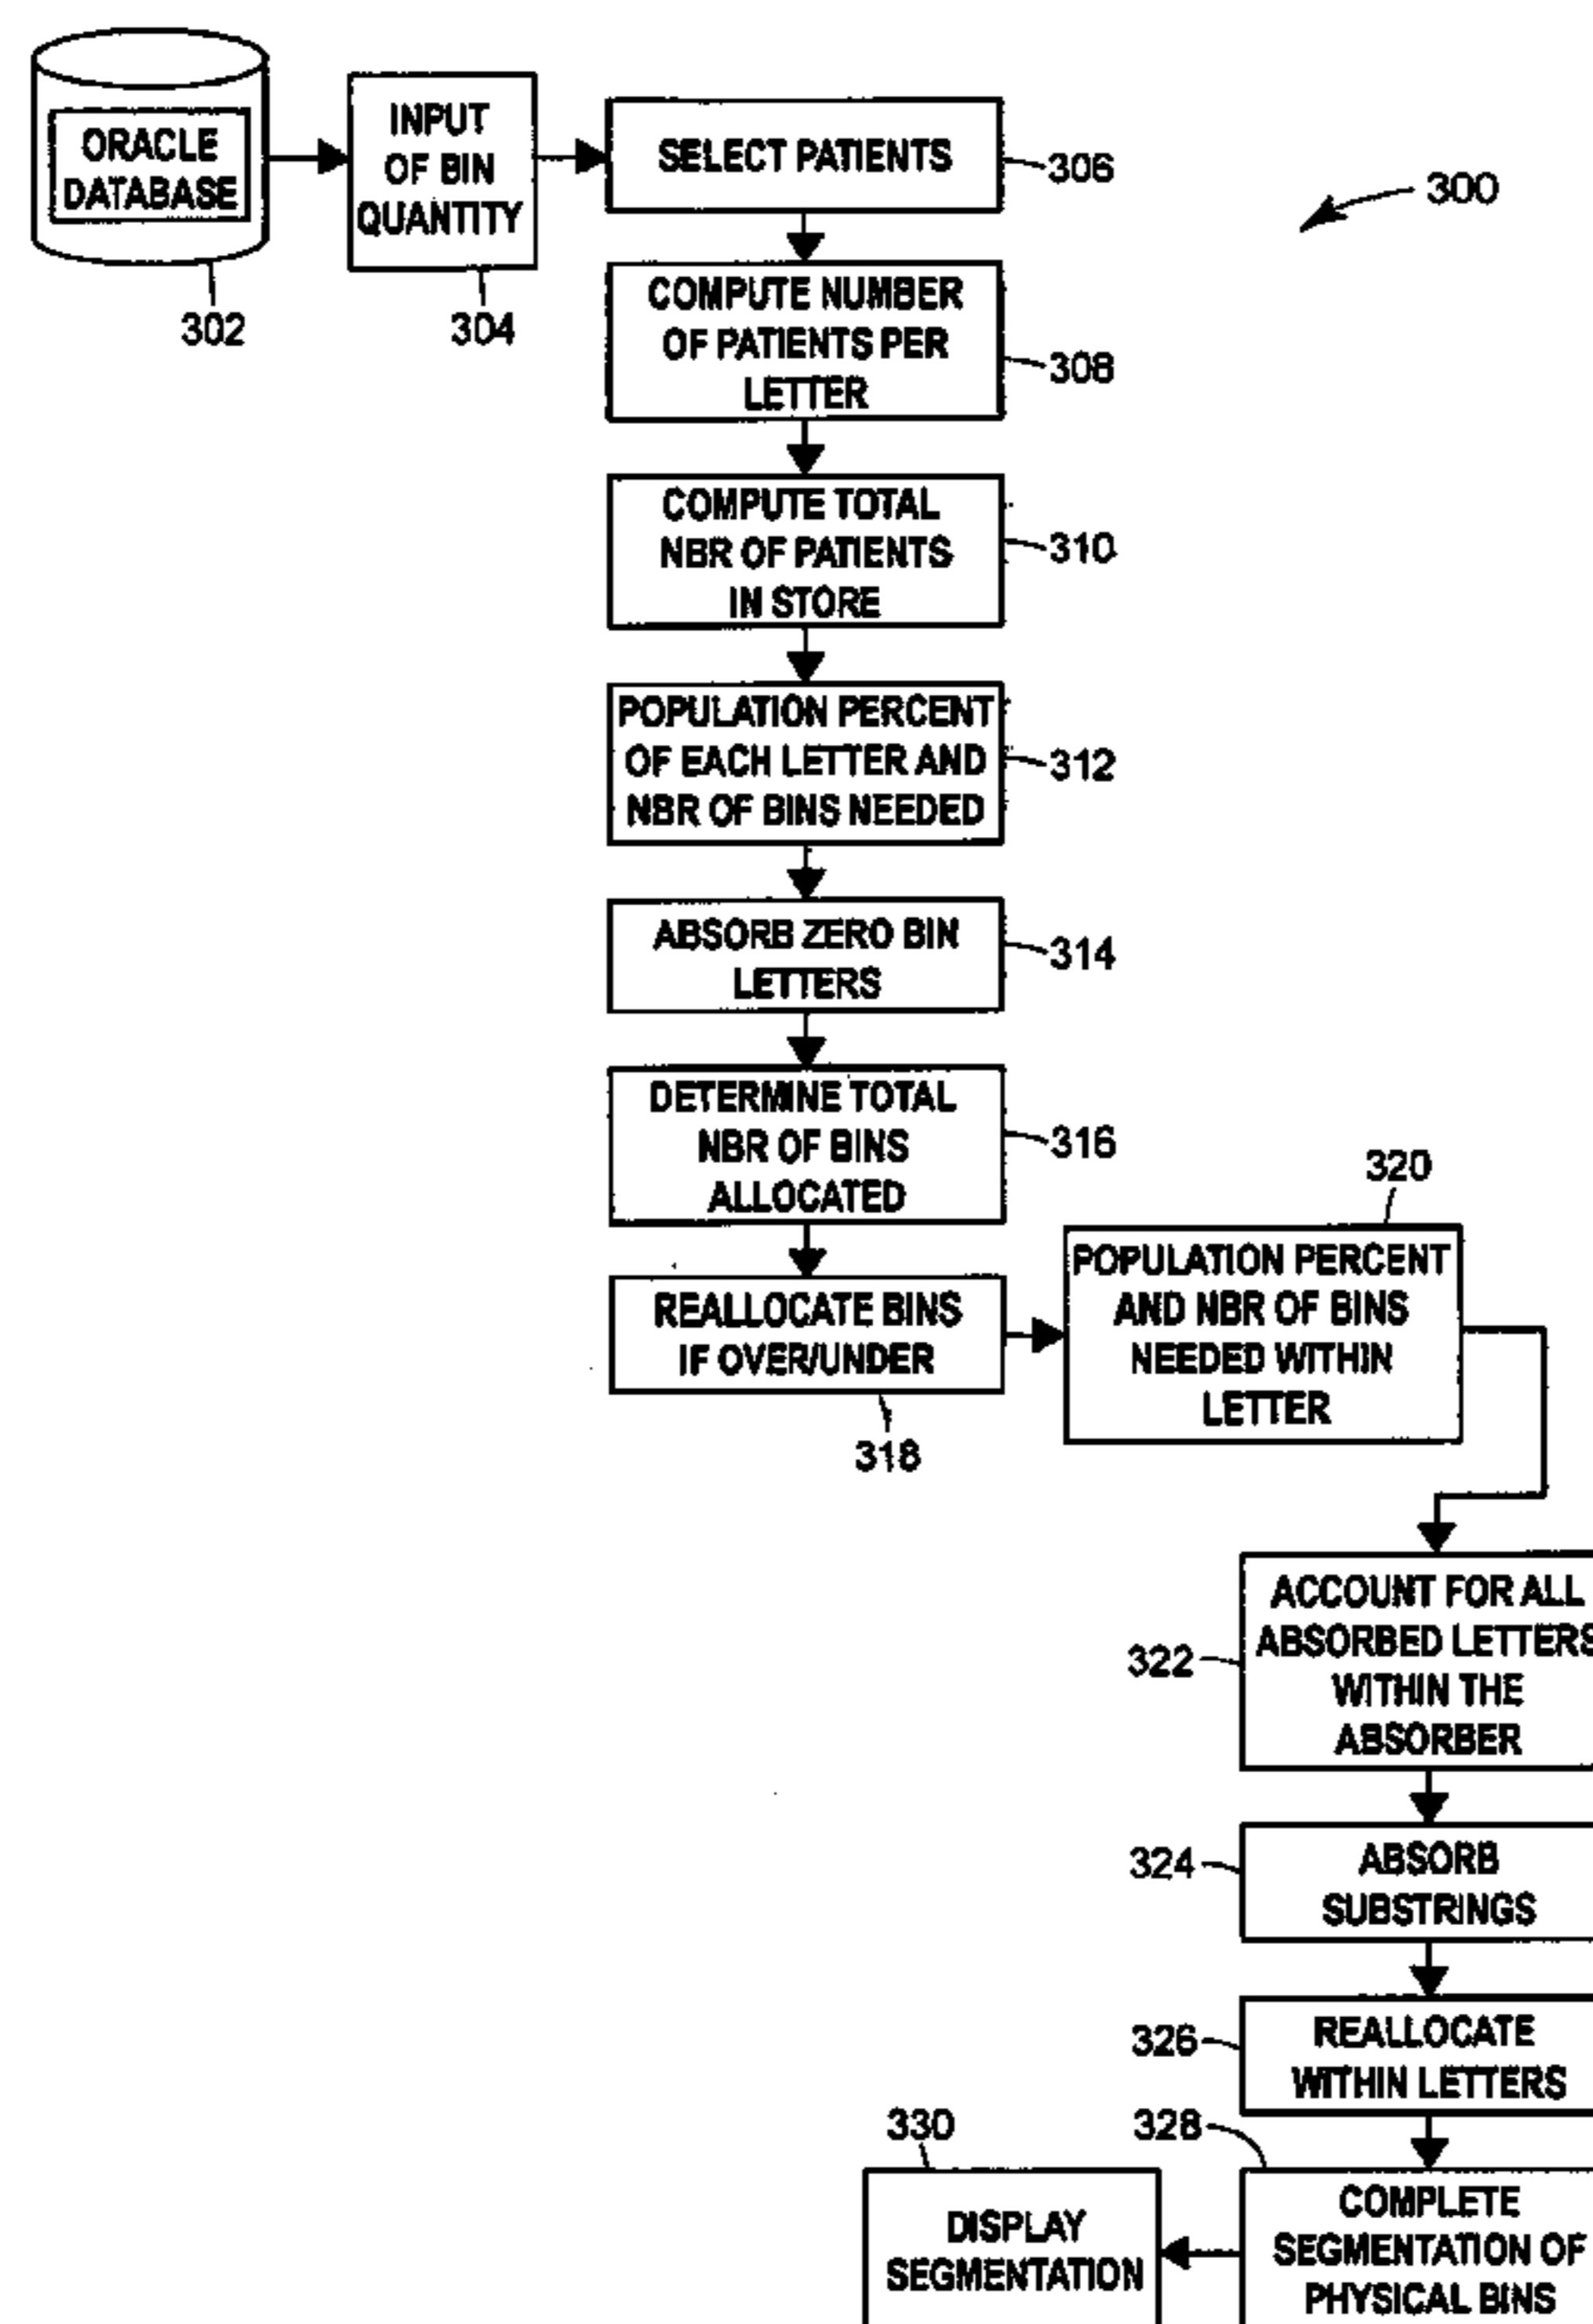 ORACLE
DATABASE
302
INPUT
OF BIN
QUANTITY
304
SELECT PATIENTS
306
300
COMPUTE NUMBER
OF PATIENTS PER
LETTER
308
COMPUTE TOTAL
NBR OF PATIENTS
IN STORE
310
POPULATION PERCENT
OF EACH LETTER AND
NBR OF BINS NEEDED
312
ABSORB ZERO BIN
LETTERS
314
DETERMINE TOTAL
NBR OF BINS
ALLOCATED
316
REALLOCATE BINS
IF OVER/UNDER
318
320
POPULATION PERCENT
AND NBR OF BINS
NEEDED WITHIN
LETTER
322
ACCOUNT FOR ALL
ABSORBED LETTERS
WITHIN THE
ABSORBER
324
ABSORB
SUBSTRINGS
326
REALLOCATE
WITHIN LETTERS
328
COMPLETE
SEGMENTATION OF
PHYSICAL BINS
330
DISPLAY
SEGMENTATION